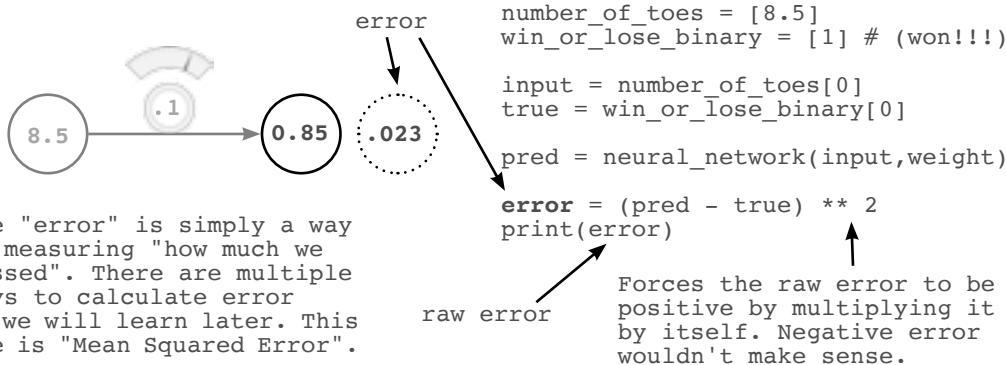 error
number_of_toes = [8.5]
win_or_lose_binary = [1] # (won!!!)
input = number_of_toes[0]
true = win_or_lose_binary[0]
pred = neural_network(input,weight)
error = (pred - true) ** 2
print(error)
.1
8.5
0.85
.023
"error" is simply a way
measuring "how much we
There are multiple
to calculate error
we will learn later. This
is "Mean Squared Error".
raw error
Forces the raw error to be
positive by multiplying it
by itself. Negative error
wouldn't make sense.